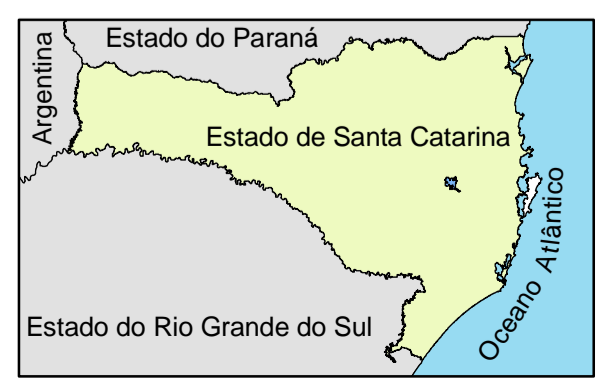 Estado do Paraná
Argentina
Estado de Santa Catarina
Oceano Atlântico
Estado do Rio Grande do Sul